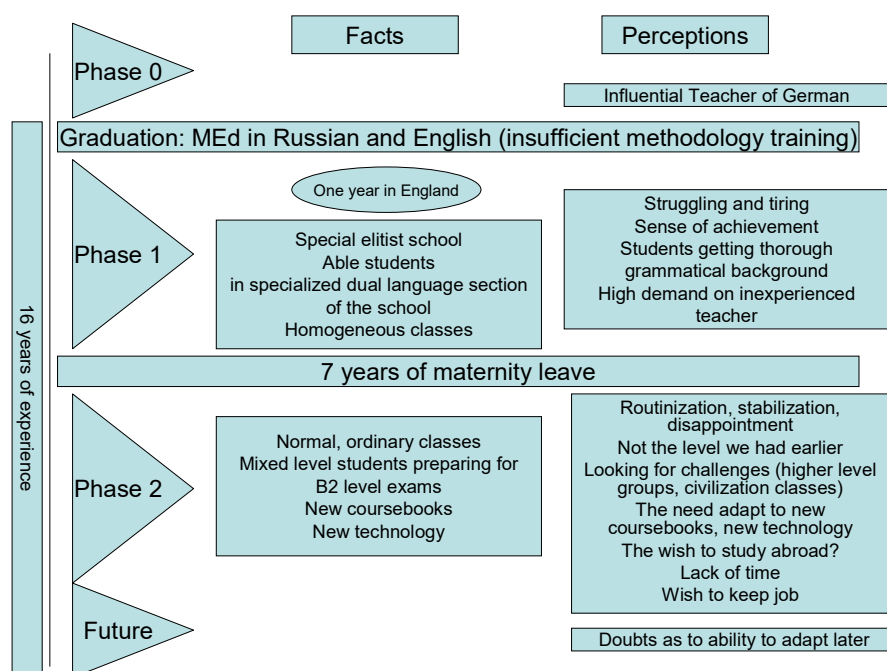 Facts
Perceptions
Phase 0
Influential Teacher of German
Graduation: MEd in Russian and English (insufficient methodology training)
16 years of experience
Phase 1
One year in England
Special elitist school
Able students
in specialized dual language section
of the school
Homogeneous classes
Struggling and tiring
Sense of achievement
Students getting thorough
grammatical background
High demand on inexperienced
teacher
7 years of maternity leave
Phase 2
Normal, ordinary classes
Mixed level students preparing for
B2 level exams
New coursebooks
New technology
Routinization, stabilization,
disappointment
Not the level we had earlier
Looking for challenges (higher level
groups, civilization classes)
The need adapt to new
coursebooks, new technology
The wish to study abroad?
Lack of time
Wish to keep job
Future
Doubts as to ability to adapt later